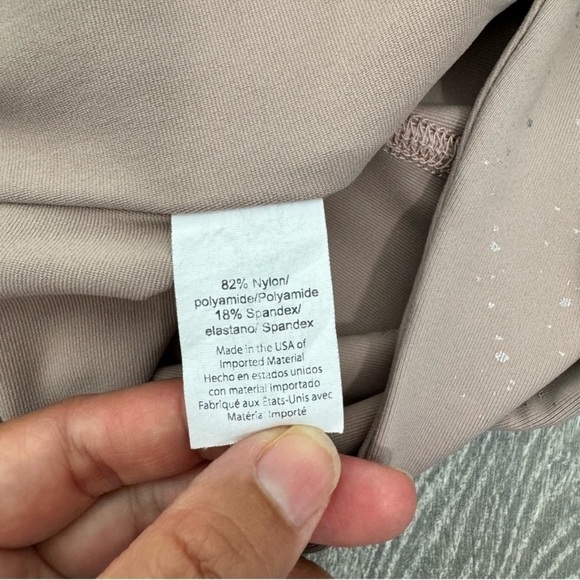 82% Nylon/
polyamide/Polyamide
18% Spandex/
elastano/ Spandex
Made in the USA of
Imported Material
Hecho en estados unidos
con material importado
Fabriqué aux États-Unis avec
Matériа Importé